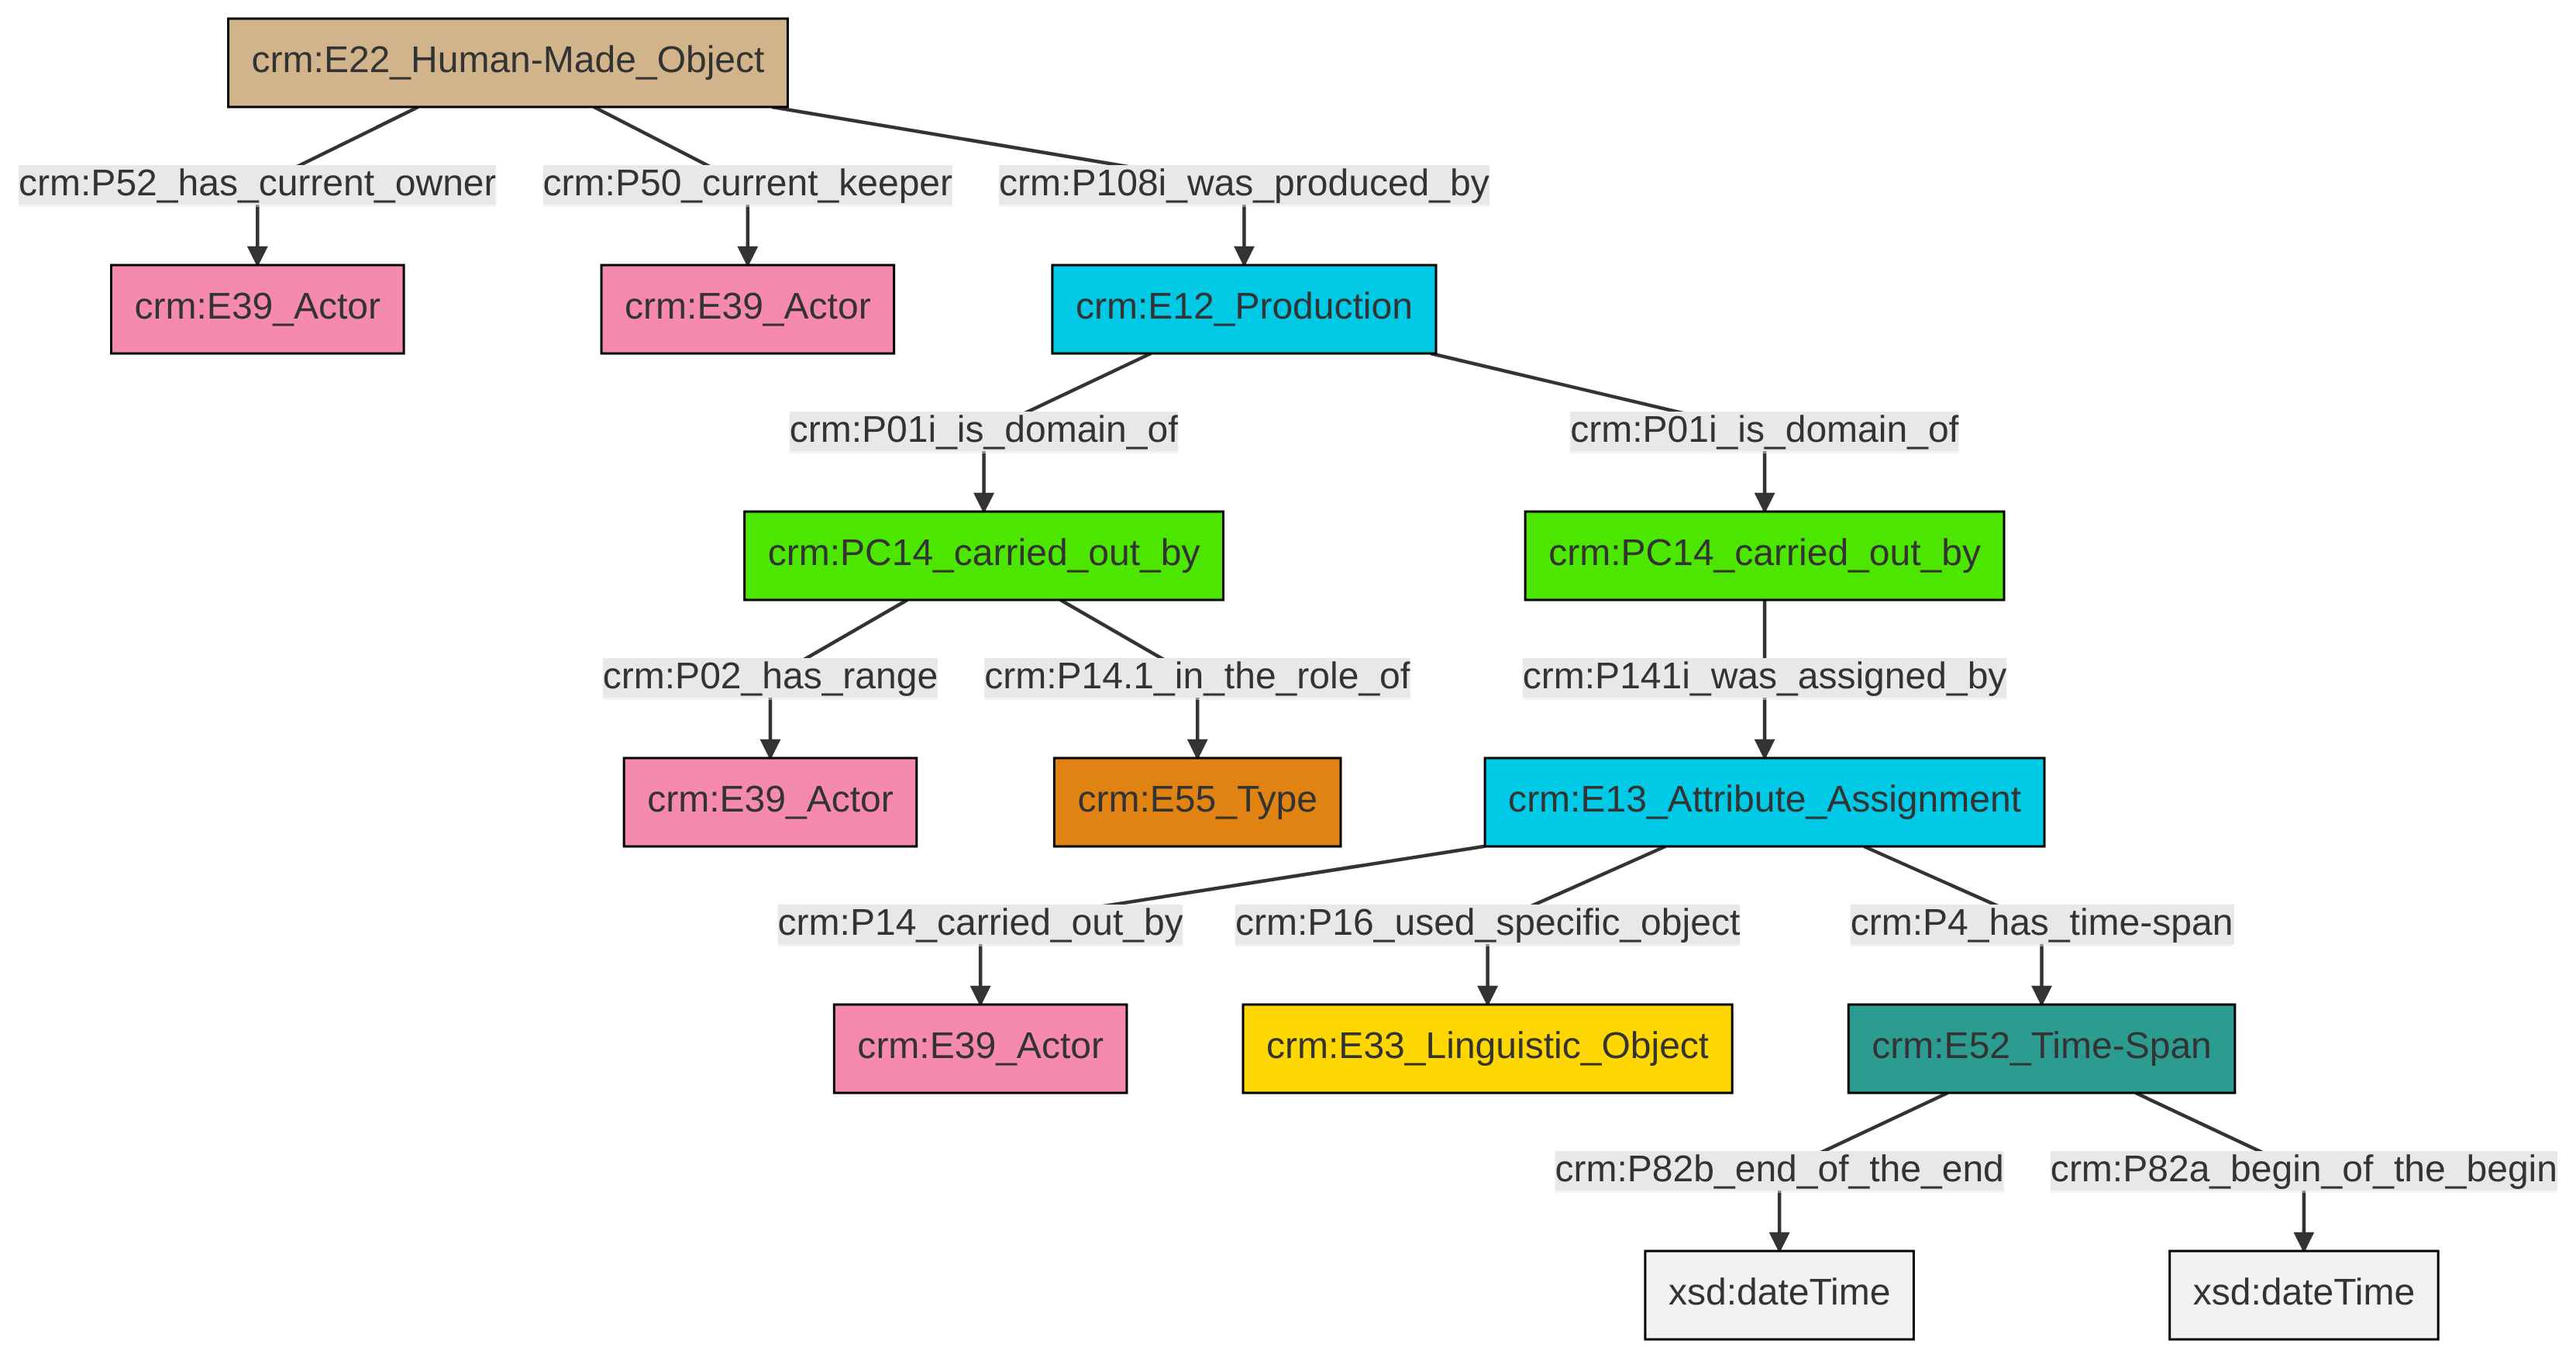 crm:E22_Human-Made_Object
crm:P52_has_current_owner
crm:P50_current_keeper
crm:P108i_was_produced_by
crm:E39_Actor
crm:E39_Actor
crm:E12_Production
crm:P01i_is_domain_of
crm:P01i_is_domain_of
crm:PC14_carried_out_by
crm:PC14_carried_out_by
crm:P02_has_range
crm:P14.1_in_the_role_of
crm:P141i_was_assigned_by
crm:E39_Actor
crm:E55_Type
crm:E13_Attribute_Assignment
crm:P14_carried_out_by
crm:P16_used_specific_object
crm:P4_has_time-span
crm:E39_Actor
crm:E33_Linguistic_Object
crm:E52_Time-Span
crm:P82b_end_of_the_end
crm:P82a_begin_of_the_begin
xsd:dateTime
xsd:dateTime